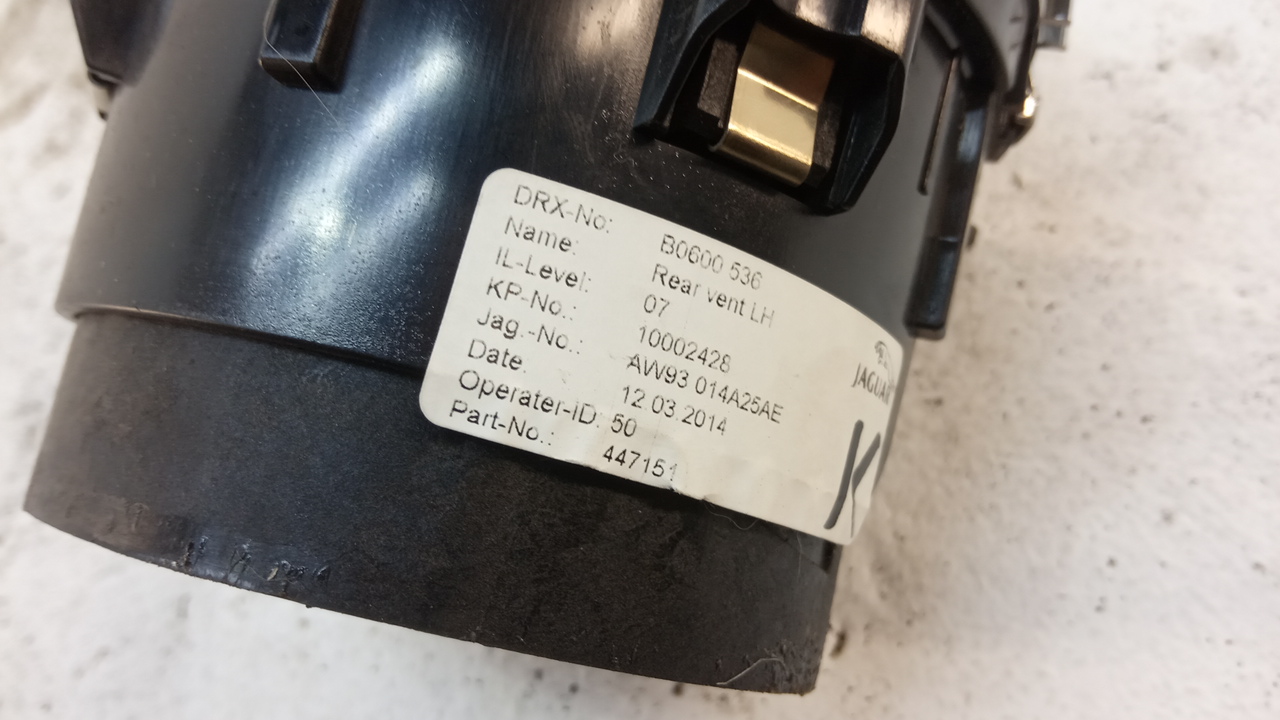 DRX-No: B0600 536
Name: Rear vent LH
IL-Level: 07
KP-No.: 10002428
Jag.-No.: AW93 014A25AE
Date. 12.03.2014
Operater-ID: 50
Part-No.: 447151
JAGUAR
K